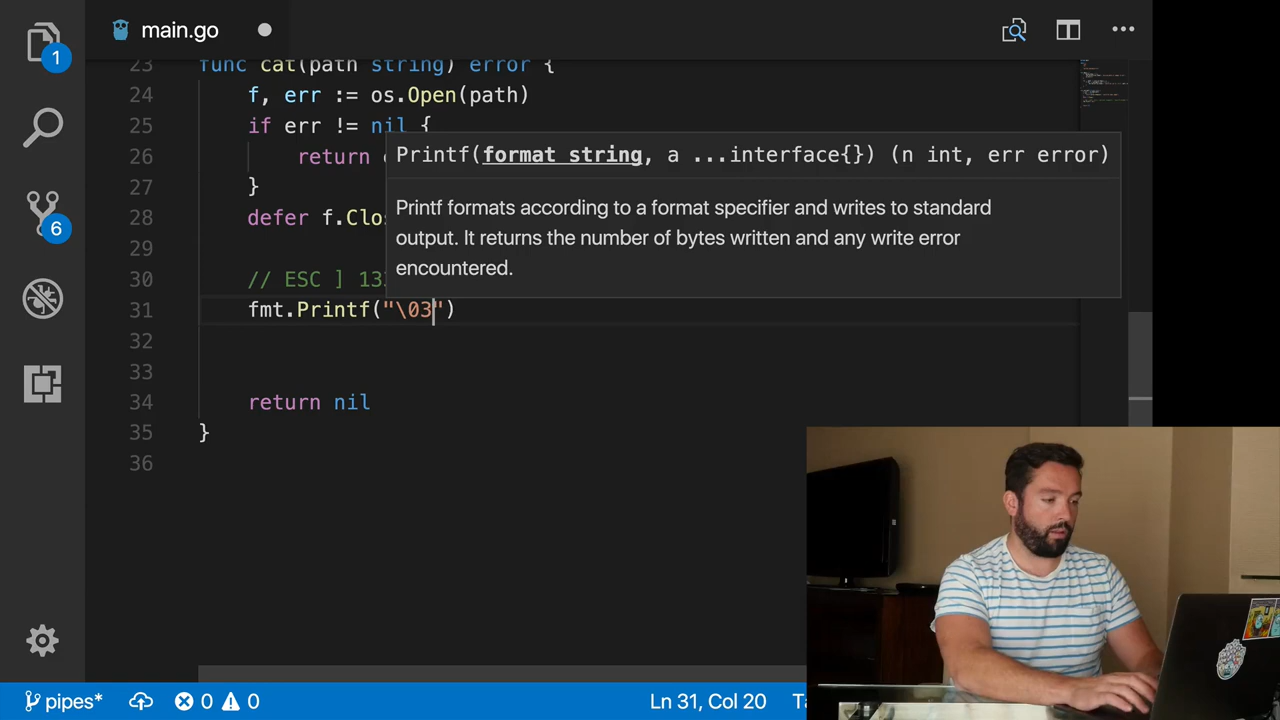 1
main.go
23 func cat(path string) error {
24 f, err := os.Open(path)
25 if err != nil {
26 return
27 }
28 defer f.Clos
29
30 // ESC ] 13
31 fmt.Printf("\03")
32
33
34 return nil
35 }
36
Printf(format string, a ...interface{}) (n int, err error)
Printf formats according to a format specifier and writes to standard
output. It returns the number of bytes written and any write error
encountered.
6
pipes* 0 0 Ln 31, Col 20